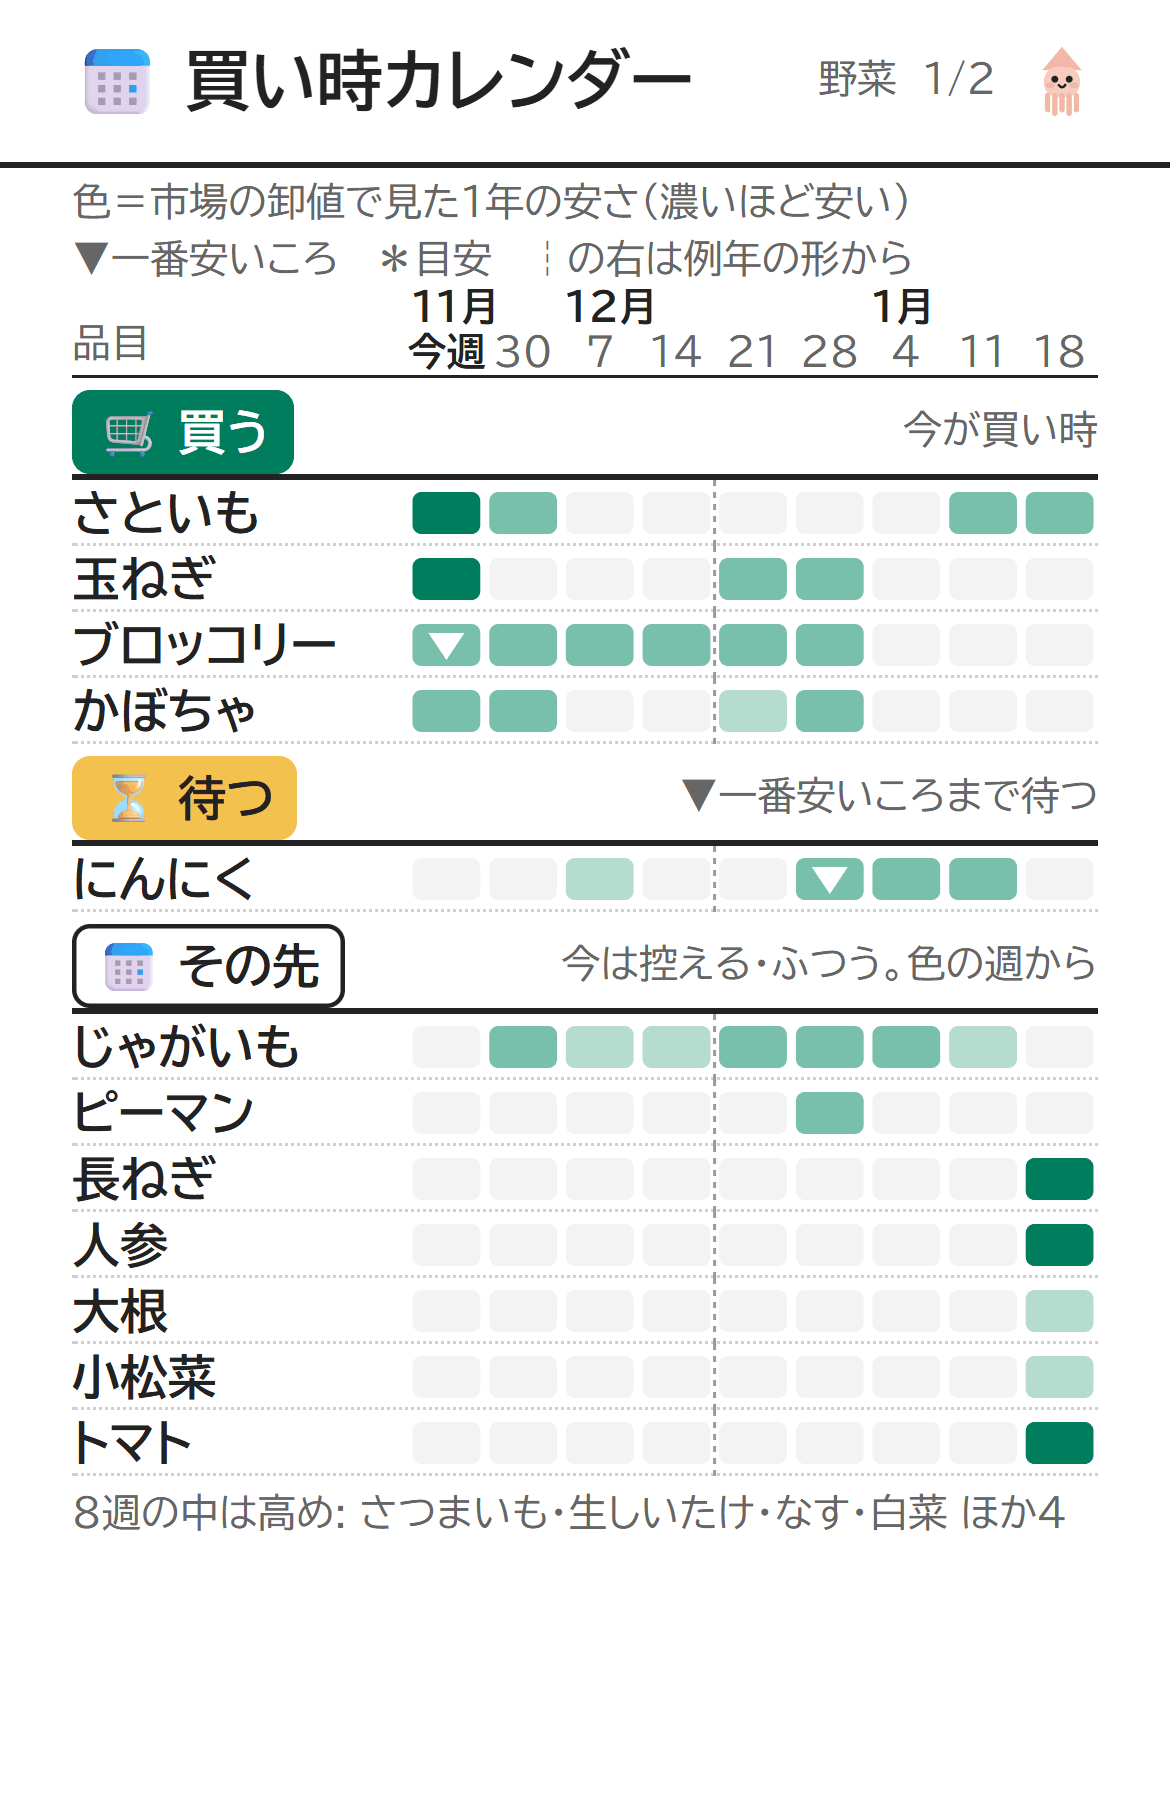 買い時カレンダー 野菜 1/2
色＝市場の卸値で見た1年の安さ（濃いほど安い）
▼一番安いころ ＊目安 ┊の右は例年の形から
11月 12月 1月
品目 今週 30 7 14 21 28 4 11 18
買う 今が買い時
さといも
玉ねぎ
ブロッコリー
かぼちゃ
待つ ▼一番安いころまで待つ
にんにく
その先 今は控える・ふつう。色の週から
じゃがいも
ピーマン
長ねぎ
人参
大根
小松菜
トマト
8週の中は高め: さつまいも・生しいたけ・なす・白菜 ほか4